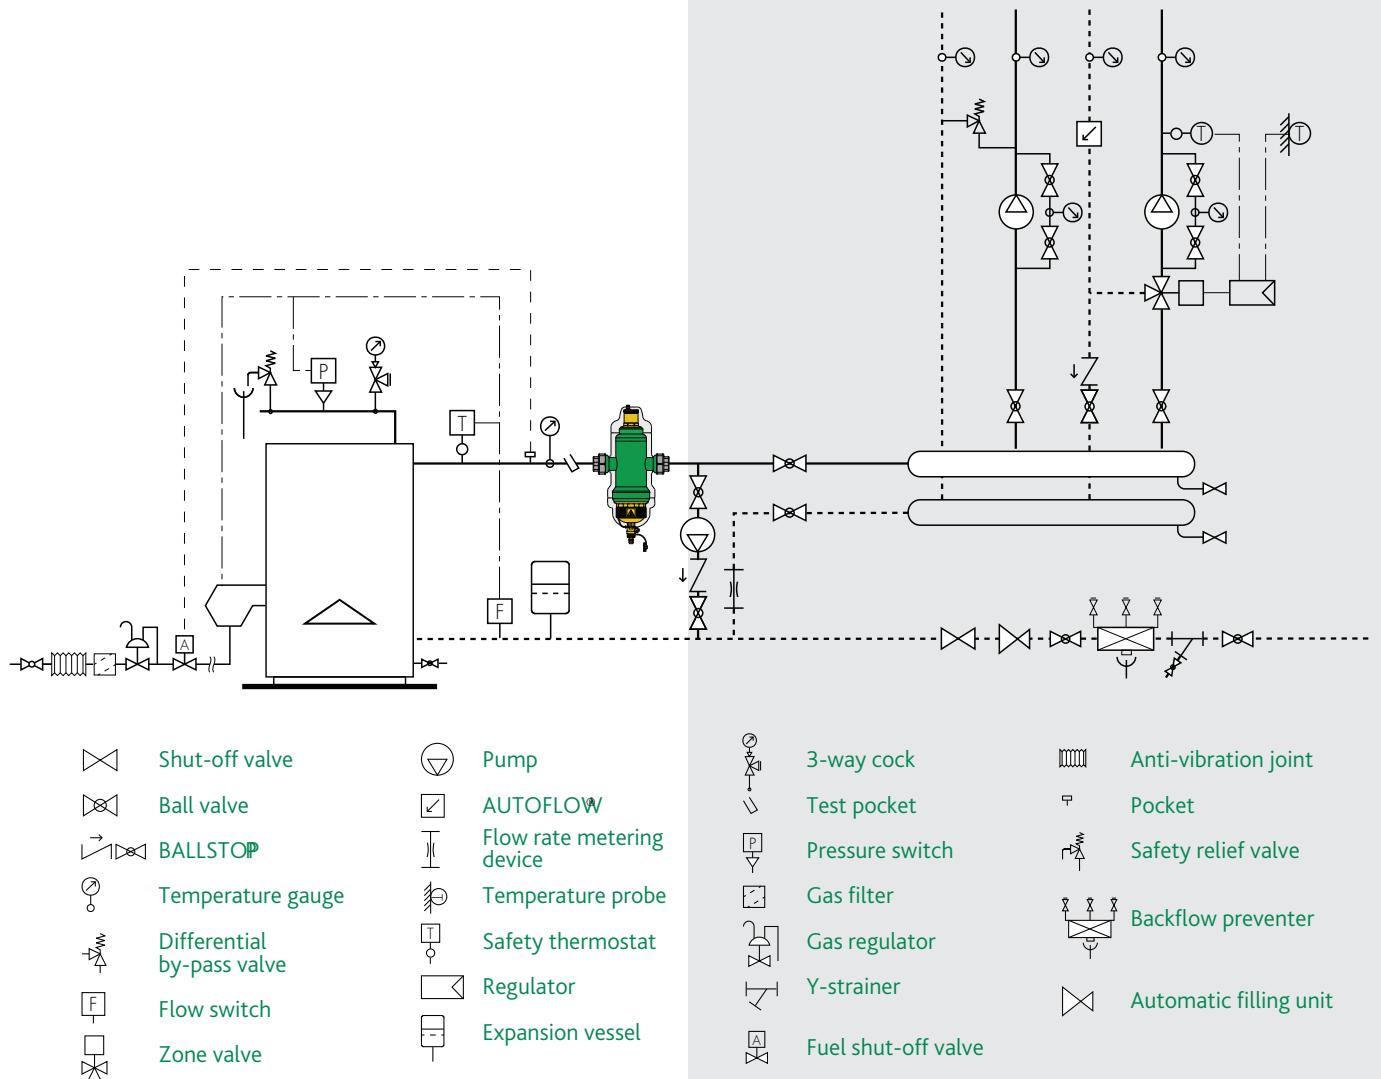 T
T
P
T
F
A
Shut-off valve
Ball valve
BALLSTOP
Temperature gauge
Differential
by-pass valve
F
Flow switch
Zone valve
Pump
AUTOFLOW®
Flow rate metering
device
Temperature probe
T
Safety thermostat
Regulator
Expansion vessel
3-way cock
Test pocket
P
Pressure switch
Gas filter
Gas regulator
Y-strainer
A
Fuel shut-off valve
Anti-vibration joint
Pocket
Safety relief valve
Backflow preventer
Automatic filling unit